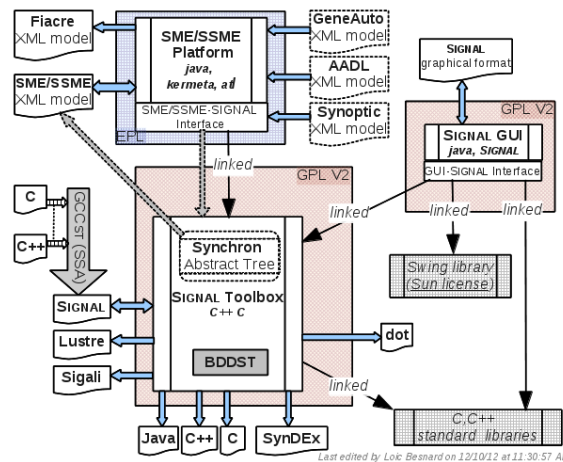 Fiacre
XML model
SME/SSME
Platform
java,
kermeta, atl
SME/SSME-SIGNAL
Interface
EPL
GeneAuto
XML model
AADL
XML model
Synoptic
XML model
SIGNAL
graphical format
SME/SSME
XML model
GPL V2
SIGNAL GUI
java, SIGNAL
GUI-SIGNAL Interface
linked
linked
linked
linked
GPL V2
C
C++
GCC ST (SSA)
Synchron
Abstract Tree
SIGNAL Toolbox
C++ C
BDDST
Swing library
(Sun license)
SIGNAL
Lustre
Sigali
dot
linked
Java
C++
C
SynDEx
C,C++
standard libraries
Last edited by Loïc Besnard on 12/10/12 at 11:30:57 A